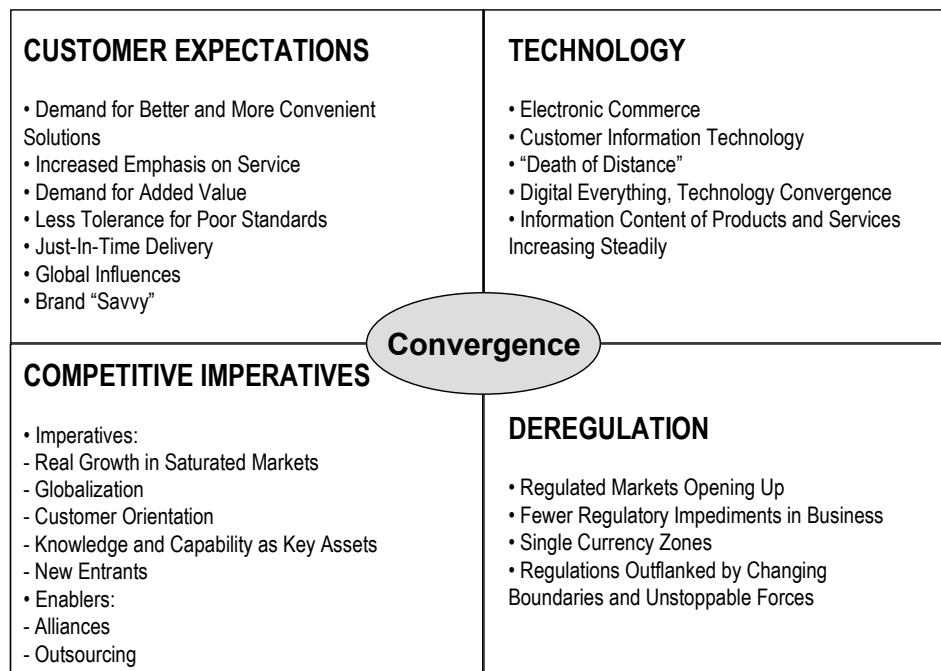 CUSTOMER EXPECTATIONS
• Demand for Better and More Convenient
Solutions
• Increased Emphasis on Service
• Demand for Added Value
• Less Tolerance for Poor Standards
• Just-In-Time Delivery
• Global Influences
• Brand “Savvy”
TECHNOLOGY
• Electronic Commerce
• Customer Information Technology
• “Death of Distance”
• Digital Everything, Technology Convergence
• Information Content of Products and Services
Increasing Steadily
Convergence
COMPETITIVE IMPERATIVES
• Imperatives:
- Real Growth in Saturated Markets
- Globalization
- Customer Orientation
- Knowledge and Capability as Key Assets
- New Entrants
• Enablers:
- Alliances
- Outsourcing
DEREGULATION
• Regulated Markets Opening Up
• Fewer Regulatory Impediments in Business
• Single Currency Zones
• Regulations Outflanked by Changing
Boundaries and Unstoppable Forces